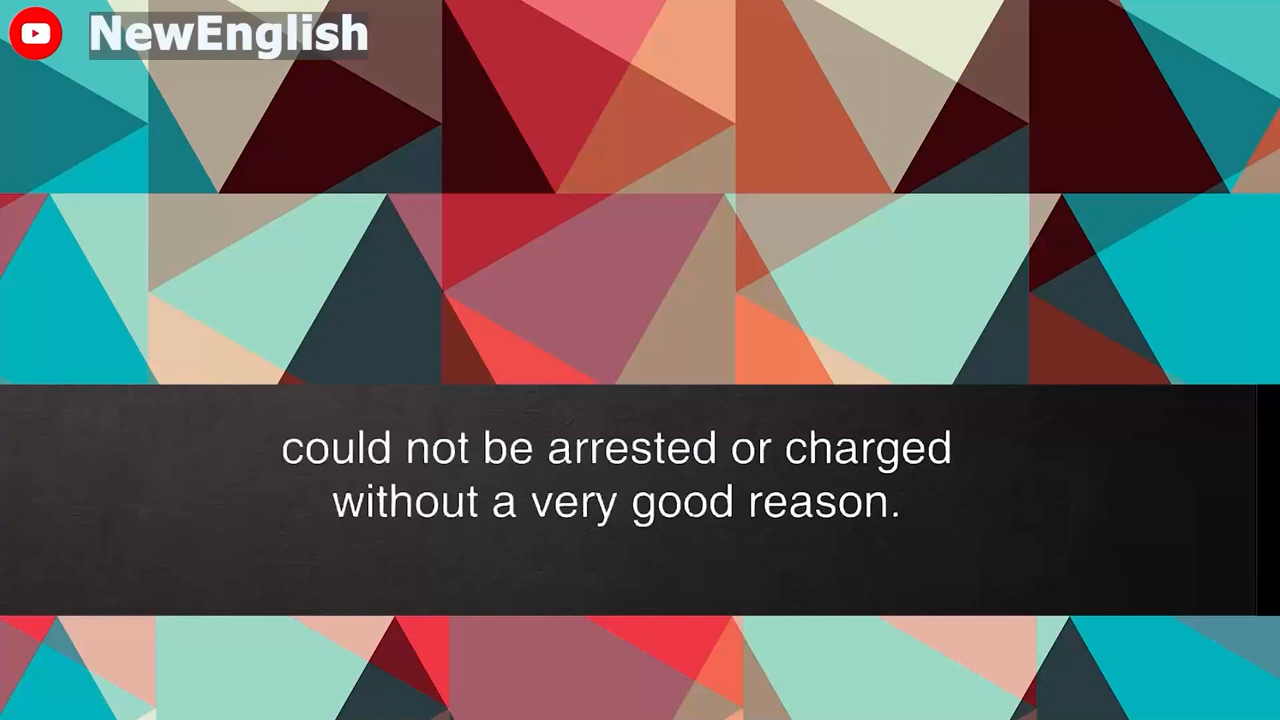 NewEnglish
could not be arrested or charged
without a very good reason.